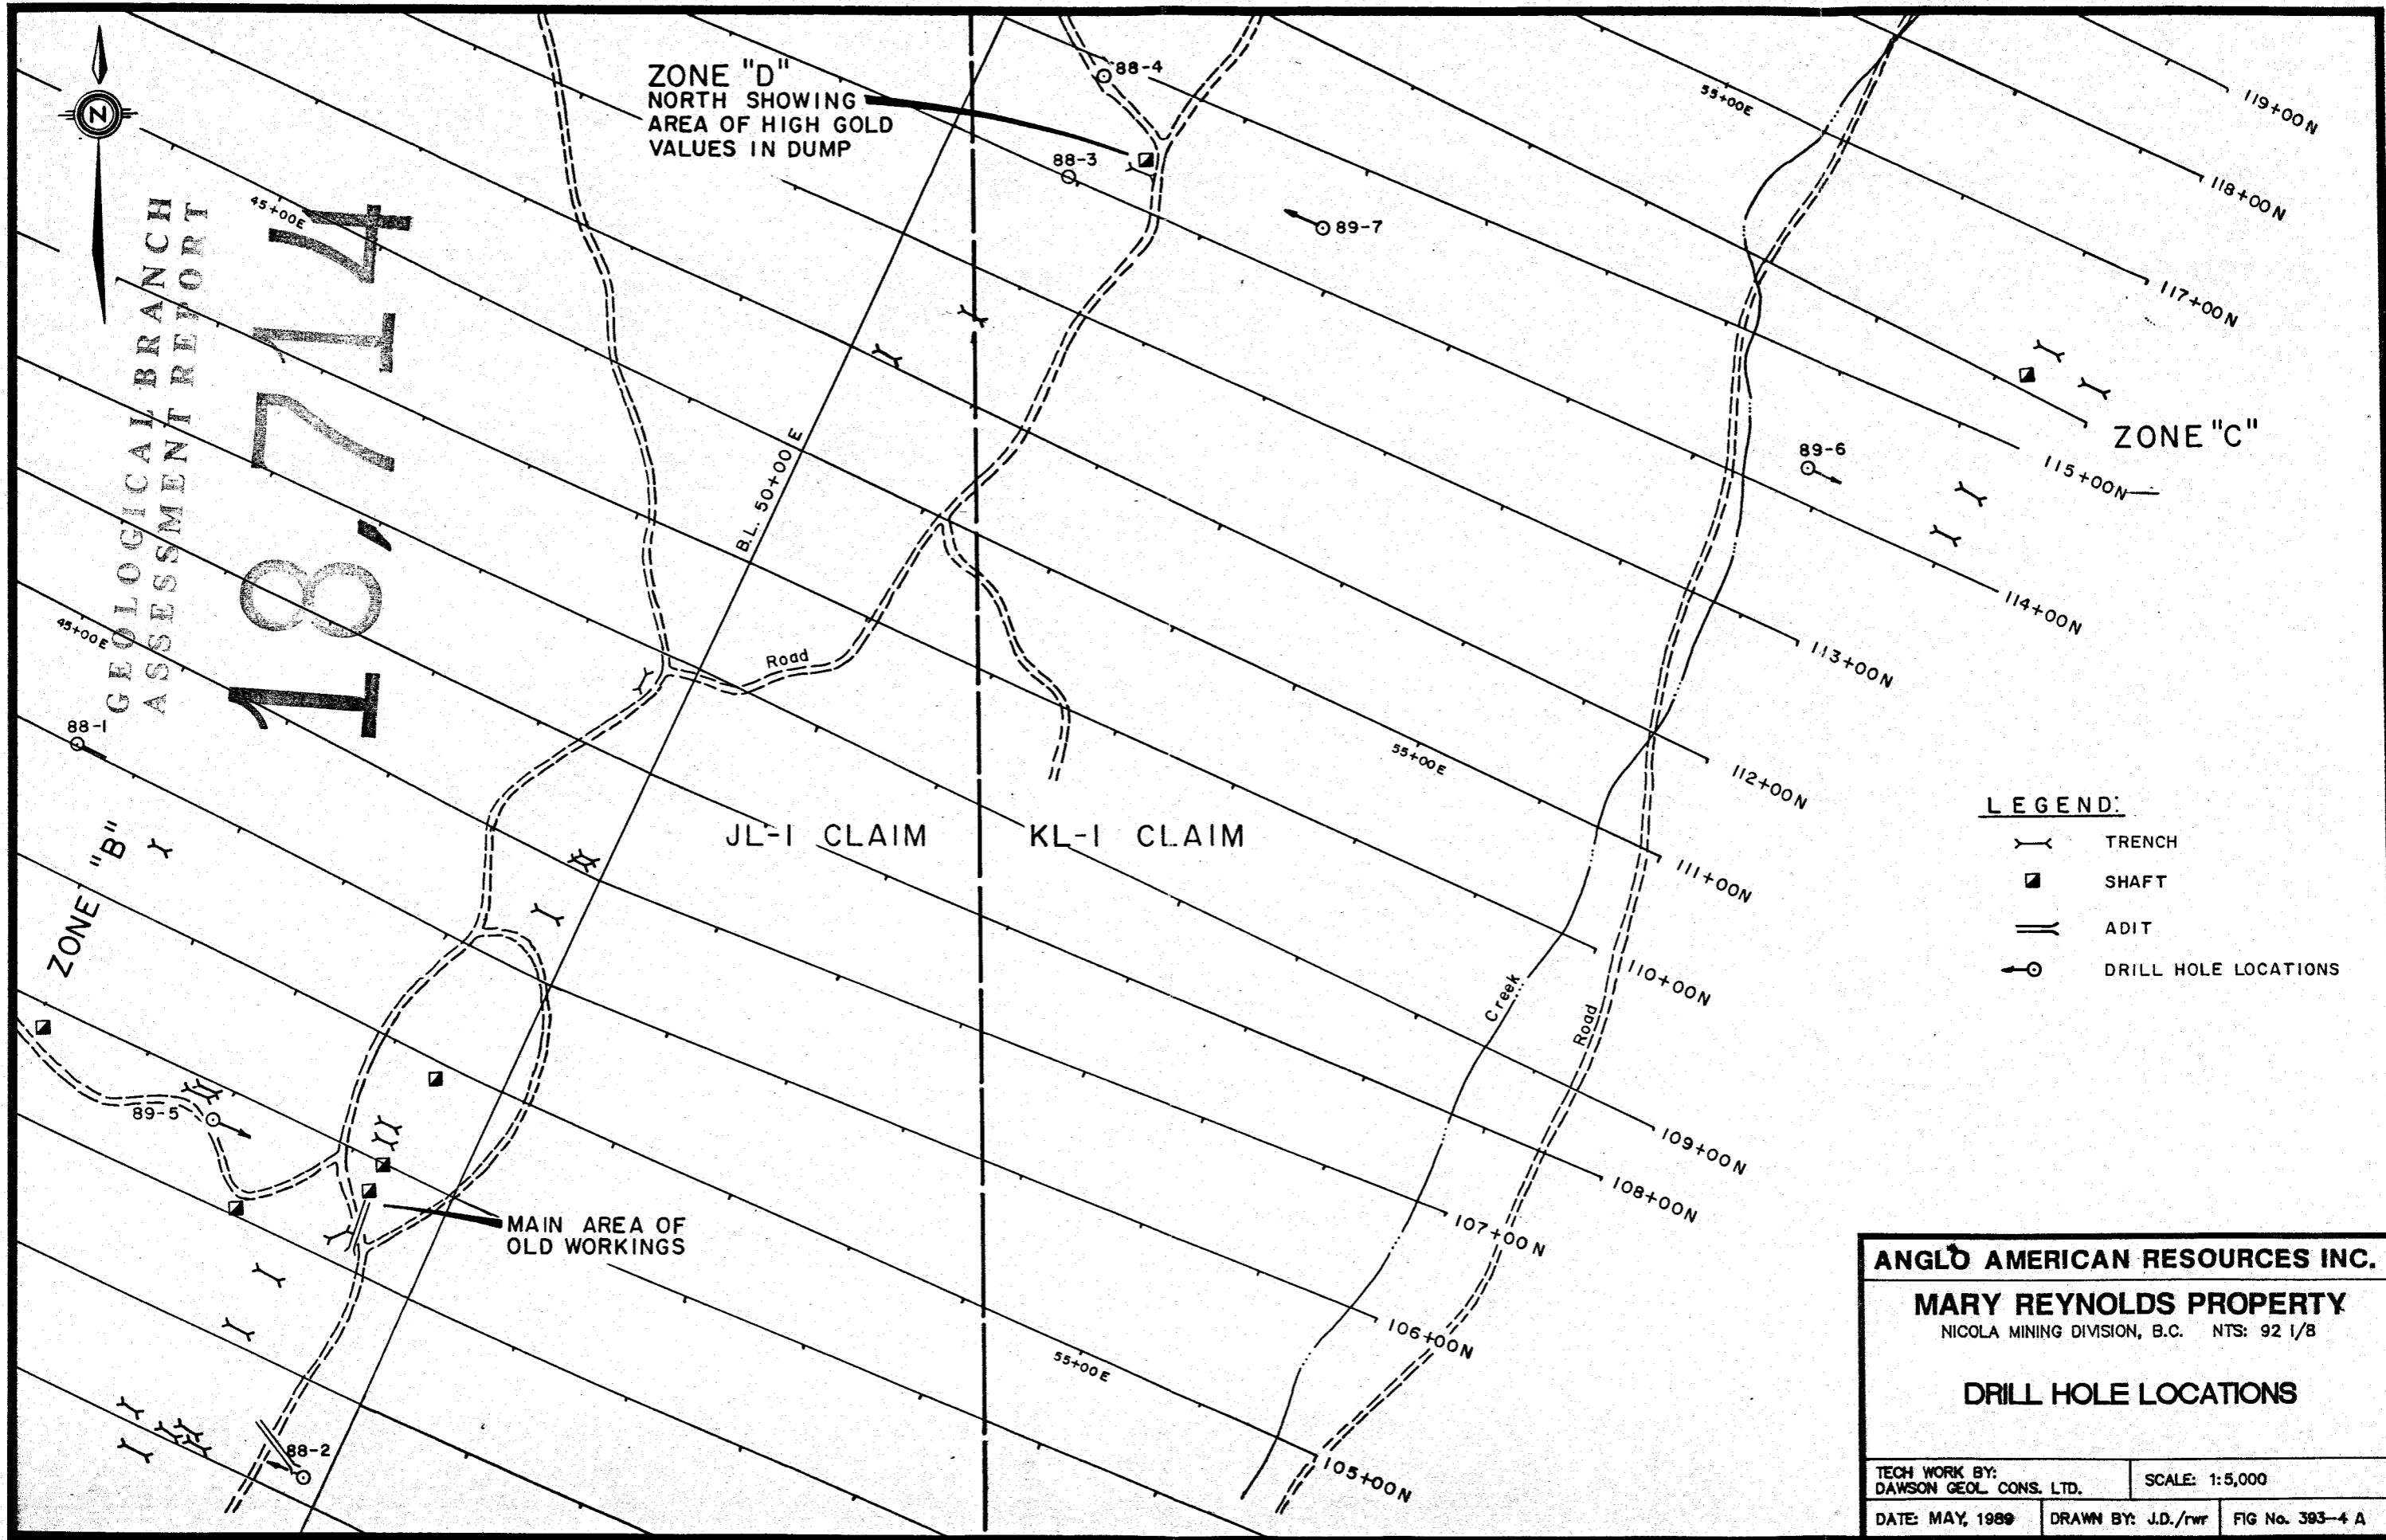 ZONE "D"
NORTH SHOWING
AREA OF HIGH GOLD
VALUES IN DUMP
N
88-4
88-3
89-7
55+00E
119+00N
118+00N
117+00N
45+00E
GEOLOGICAL BRANCH
ASSESSMENT REPORT
18,714
B.L. 50+00E
ZONE "C"
115+00N
89-6
114+00N
45+00E
Road
113+00N
88-1
55+00E
112+00N
ZONE "B"
JL-1 CLAIM
KL-1 CLAIM
111+00N
LEGEND:
TRENCH
SHAFT
ADIT
DRILL HOLE LOCATIONS
110+00N
Creek
Road
89-5
109+00N
108+00N
107+00N
MAIN AREA OF
OLD WORKINGS
106+00N
55+00E
88-2
105+00N
ANGLO AMERICAN RESOURCES INC.
MARY REYNOLDS PROPERTY
NICOLA MINING DIVISION, B.C. NTS: 92 I/8
DRILL HOLE LOCATIONS
TECH WORK BY:
DAWSON GEOL. CONS. LTD.
SCALE: 1:5,000
DATE: MAY, 1989
DRAWN BY: J.D./rwr
FIG No. 393-4 A